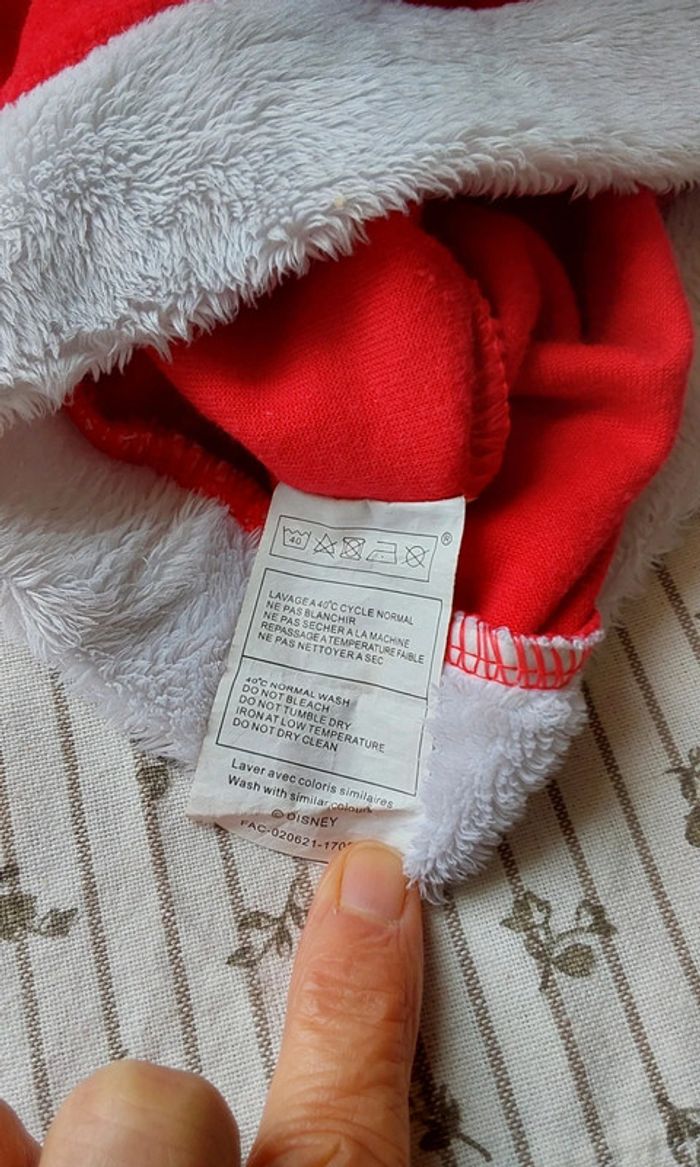 40
®
LAVAGE A 40°C CYCLE NORMAL
NE PAS BLANCHIR
NE PAS SECHER A LA MACHINE
REPASSAGE A TEMPERATURE FAIBLE
NE PAS NETTOYER A SEC
40°C NORMAL WASH
DO NOT BLEACH
DO NOT TUMBLE DRY
IRON AT LOW TEMPERATURE
DO NOT DRY CLEAN
Laver avec coloris similaires
Wash with similar colours
© DISNEY